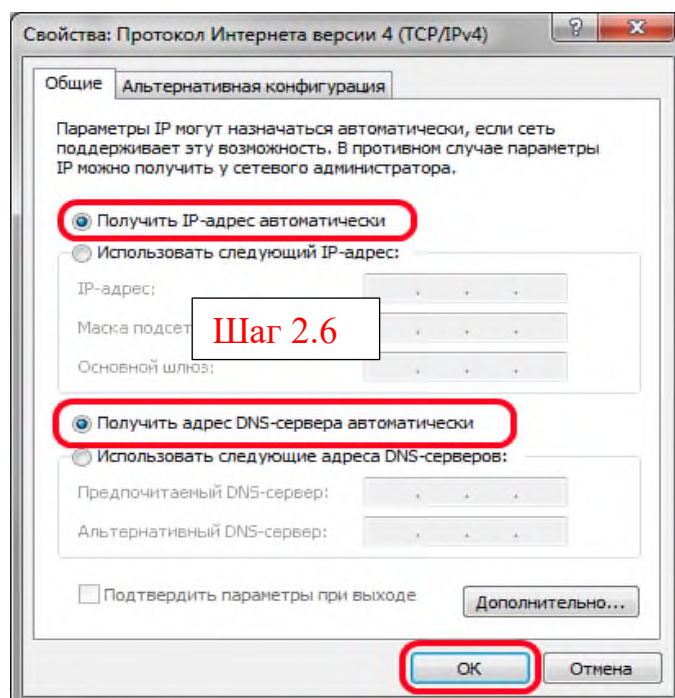 Свойства: Протокол Интернета версии 4 (TCP/IPv4)
?
Общие
Альтернативная конфигурация
Параметры IP могут назначаться автоматически, если сеть
поддерживает эту возможность. В противном случае параметры
IP можно получить у сетевого администратора.
Получить IP-адрес автоматически
Использовать следующий IP-адрес:
IP-адрес:
Маска подсет
Шаг 2.6
Основной шлюз:
Получить адрес DNS-сервера автоматически
Использовать следующие адреса DNS-серверов:
Предпочитаемый DNS-сервер:
Альтернативный DNS-сервер:
Подтвердить параметры при выходе
Дополнительно...
ОК
Отмена